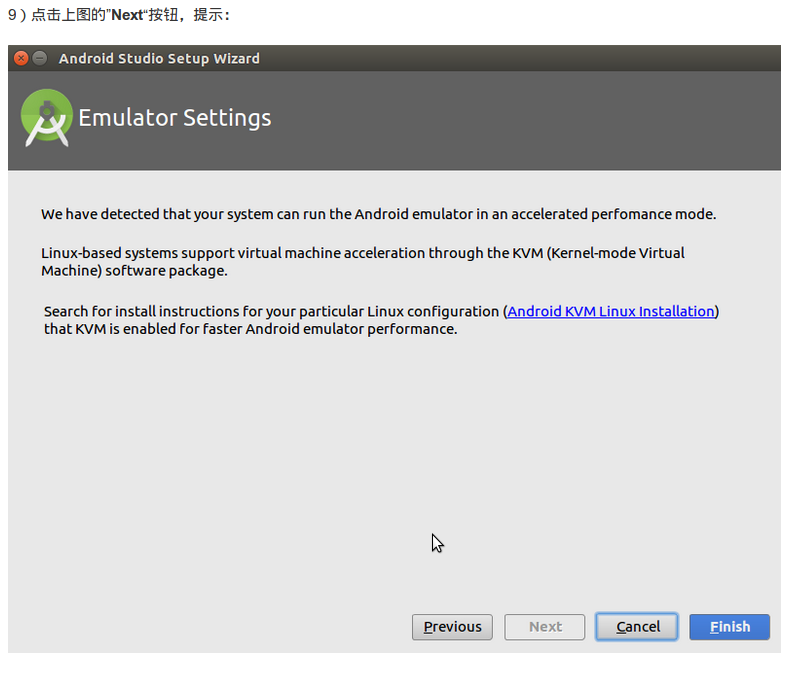 9）点击上图的”Next“按钮，提示：
Android Studio Setup Wizard
Emulator Settings
We have detected that your system can run the Android emulator in an accelerated perfomance mode.
Linux-based systems support virtual machine acceleration through the KVM (Kernel-mode Virtual
Machine) software package.
Search for install instructions for your particular Linux configuration (Android KVM Linux Installation)
that KVM is enabled for faster Android emulator performance.
Previous Next Cancel Finish